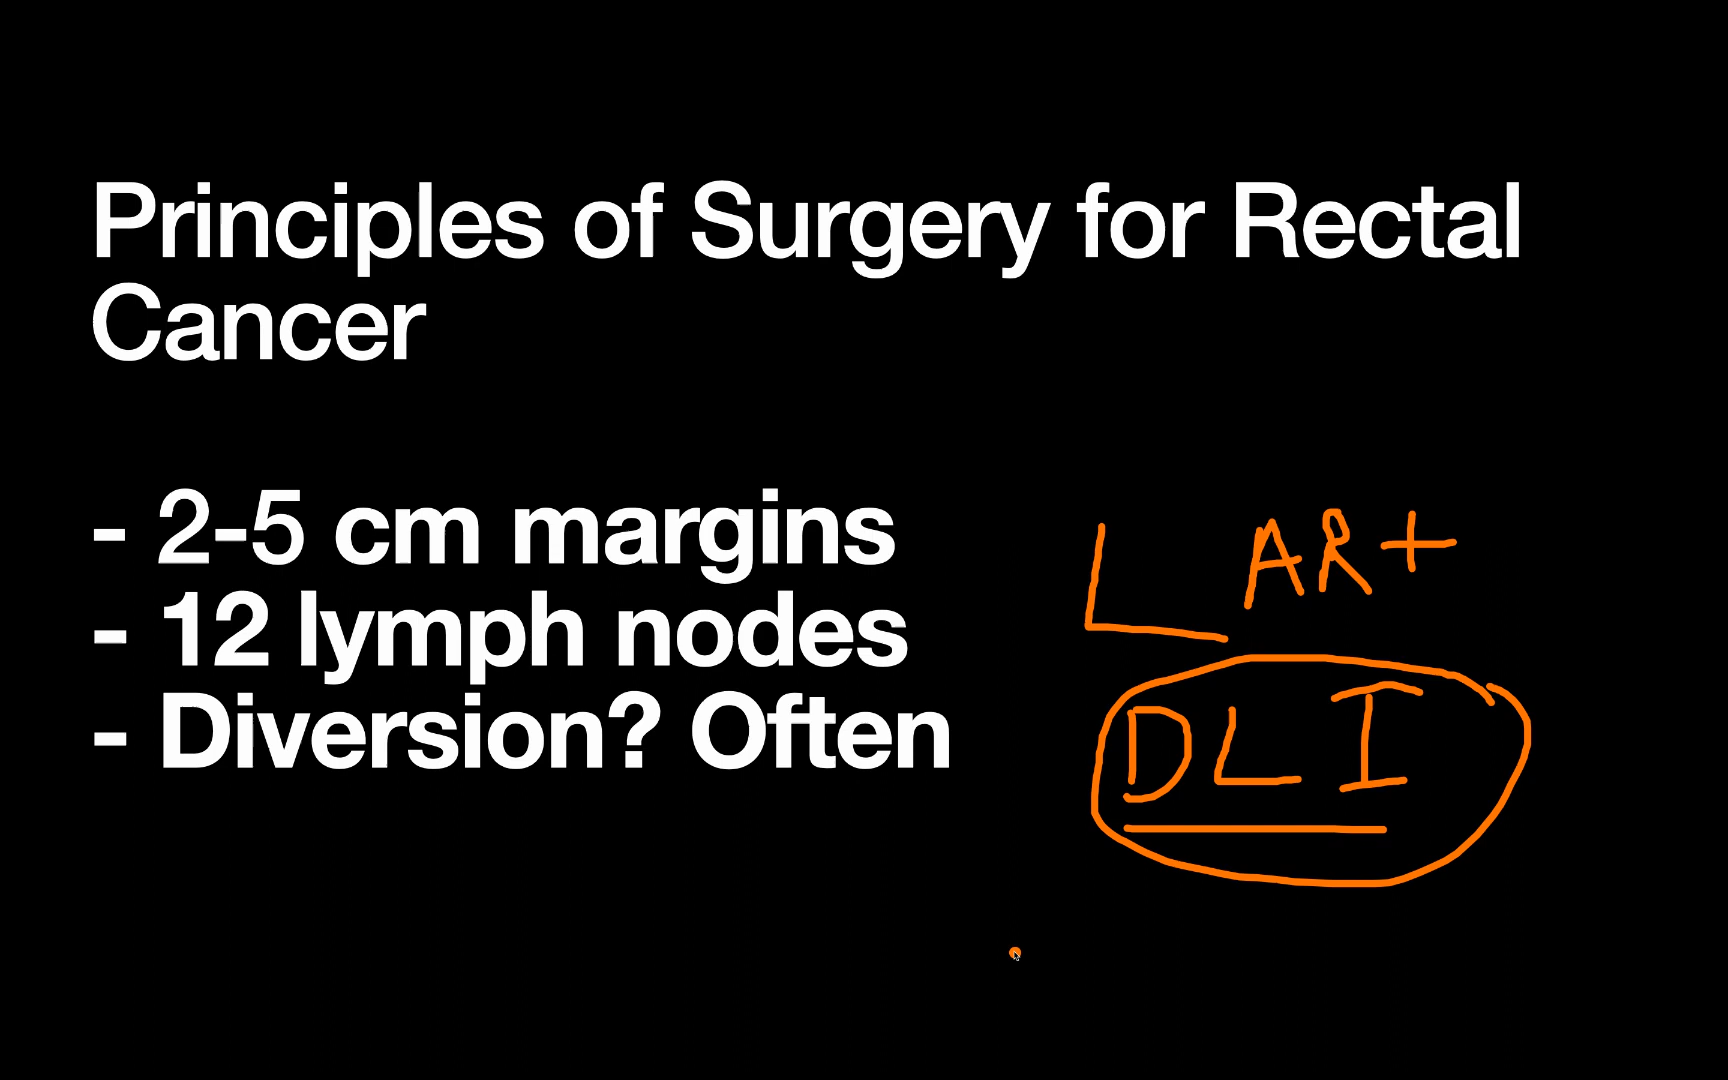 Principles of Surgery for Rectal
Cancer
- 2-5 cm margins
- 12 lymph nodes
- Diversion? Often
LAR+
DLI